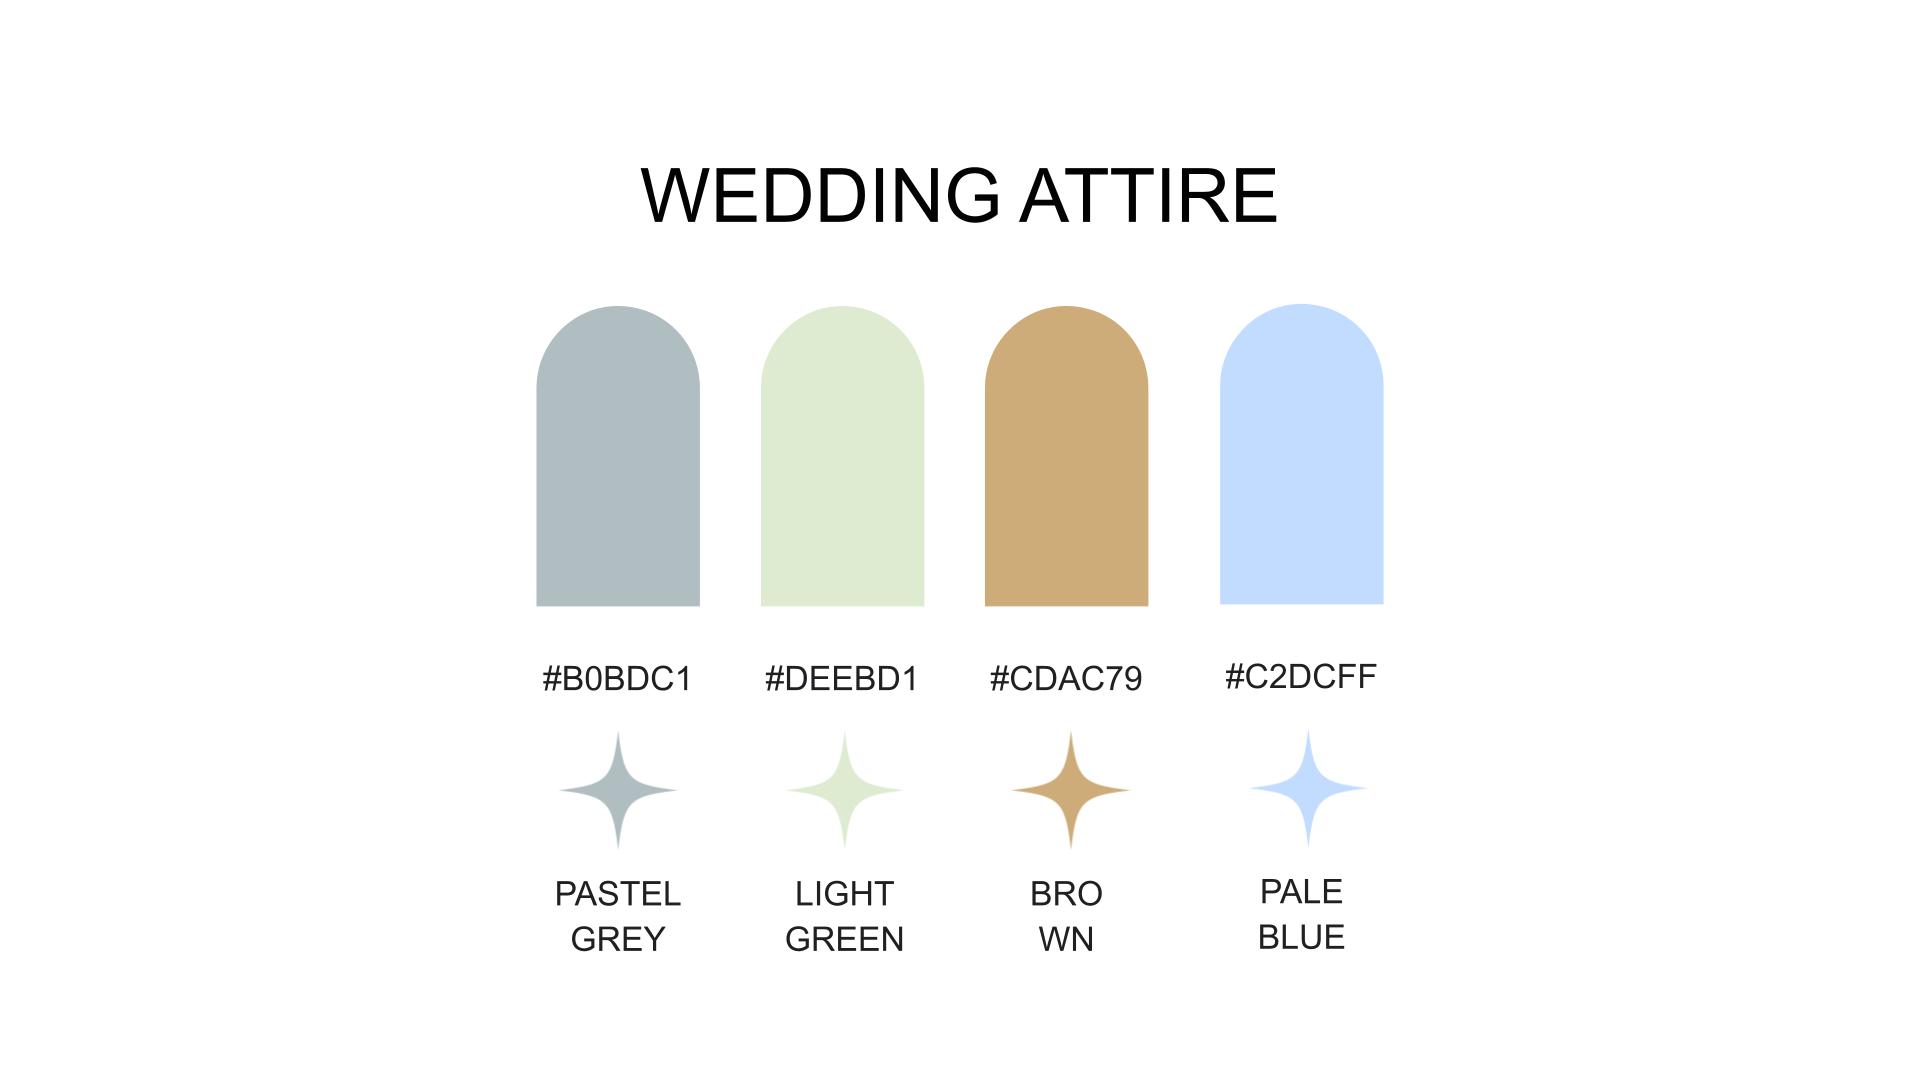 WEDDING ATTIRE
#B0BDC1
#DEEBD1
#CDAC79
#C2DCFF
PASTEL
GREY
LIGHT
GREEN
BRO
WN
PALE
BLUE